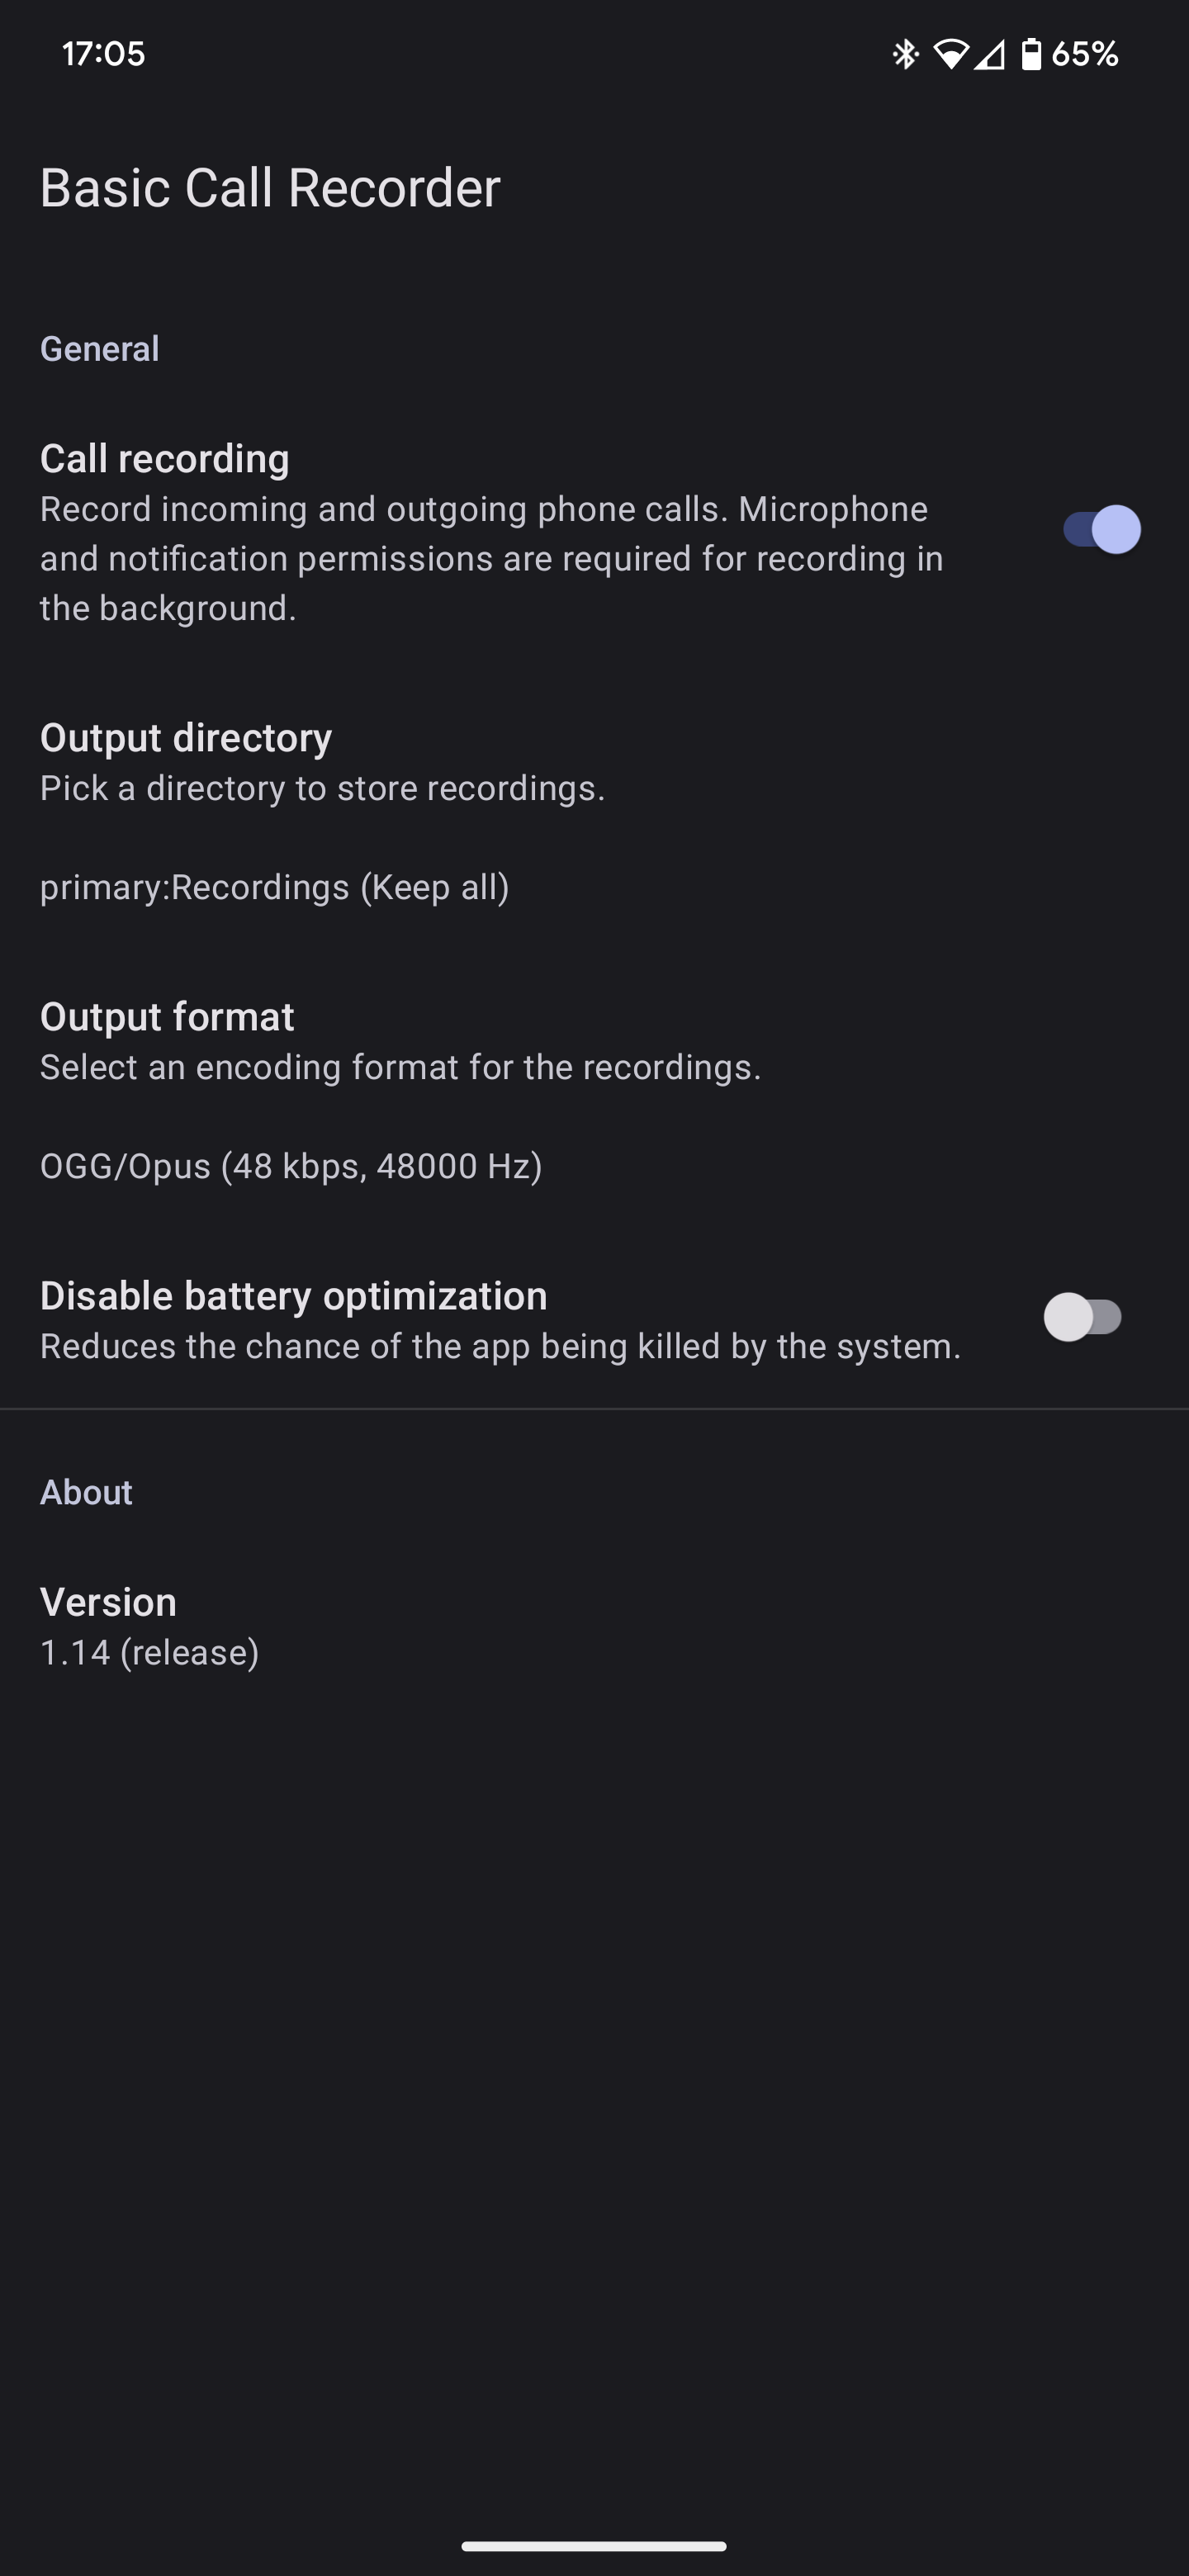 17:05
65%
Basic Call Recorder
General
Call recording
Record incoming and outgoing phone calls. Microphone
and notification permissions are required for recording in
the background.
Output directory
Pick a directory to store recordings.
primary:Recordings (Keep all)
Output format
Select an encoding format for the recordings.
OGG/Opus (48 kbps, 48000 Hz)
Disable battery optimization
Reduces the chance of the app being killed by the system.
About
Version
1.14 (release)